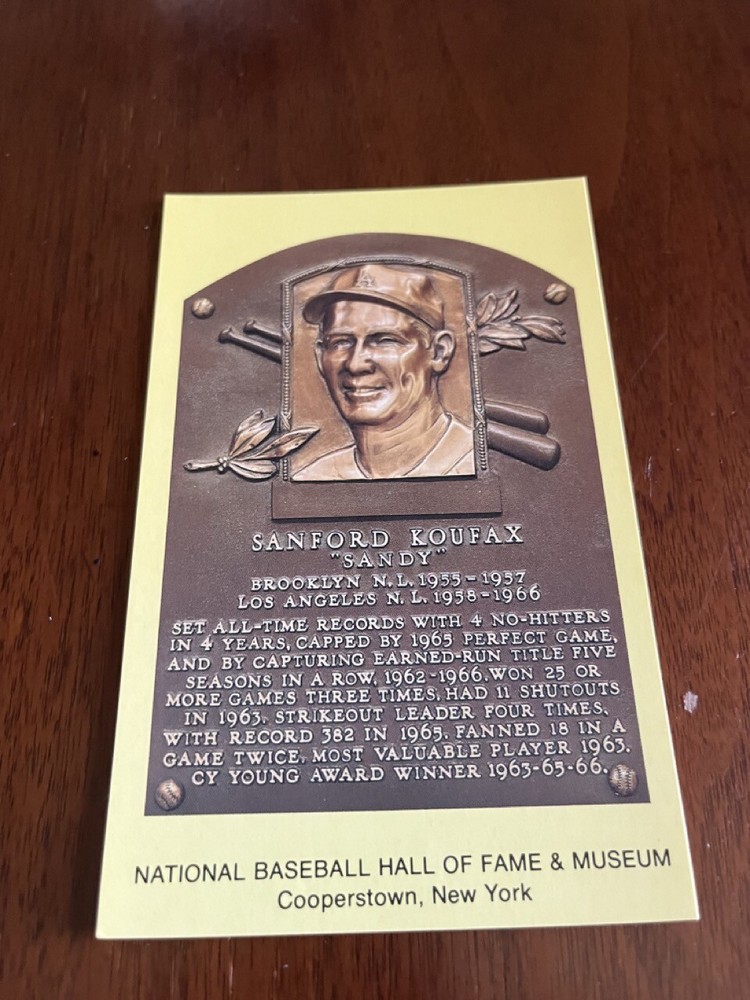 SANFORD KOUFAX
"SANDY"
BROOKLYN N.L. 1955-1957
LOS ANGELES N.L. 1958-1966
SET ALL-TIME RECORDS WITH 4 NO-HITTERS
IN 4 YEARS, CAPPED BY 1965 PERFECT GAME,
AND BY CAPTURING EARNED-RUN TITLE FIVE
SEASONS IN A ROW, 1962-1966. WON 25 OR
MORE GAMES THREE TIMES, HAD 11 SHUTOUTS
IN 1963. STRIKEOUT LEADER FOUR TIMES,
WITH RECORD 382 IN 1965. FANNED 18 IN A
GAME TWICE. MOST VALUABLE PLAYER 1963.
CY YOUNG AWARD WINNER 1963-65-66.
NATIONAL BASEBALL HALL OF FAME & MUSEUM
Cooperstown, New York